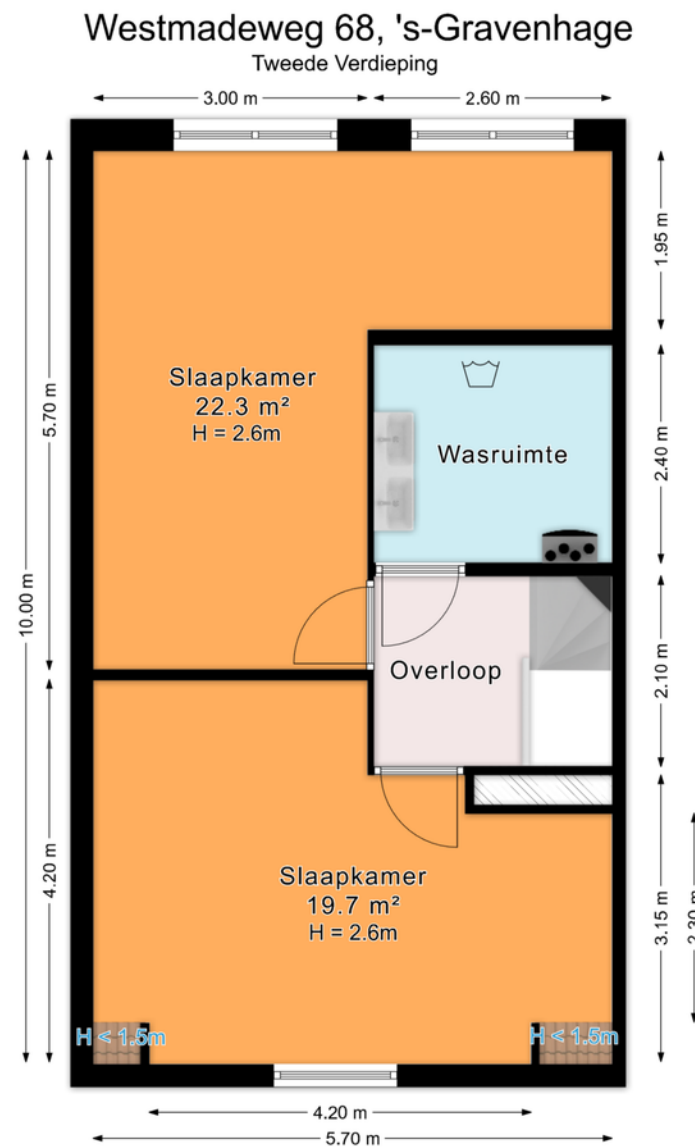 Westmadeweg 68, 's-Gravenhage
Tweede Verdieping
3.00 m
2.60 m
1.95 m
5.70 m
10.00 m
Slaapkamer
22.3 m²
H = 2.6m
Wasruimte
2.40 m
Overloop
2.10 m
4.20 m
Slaapkamer
19.7 m²
H = 2.6m
3.15 m
2.30 m
H < 1.5m
H < 1.5m
4.20 m
5.70 m